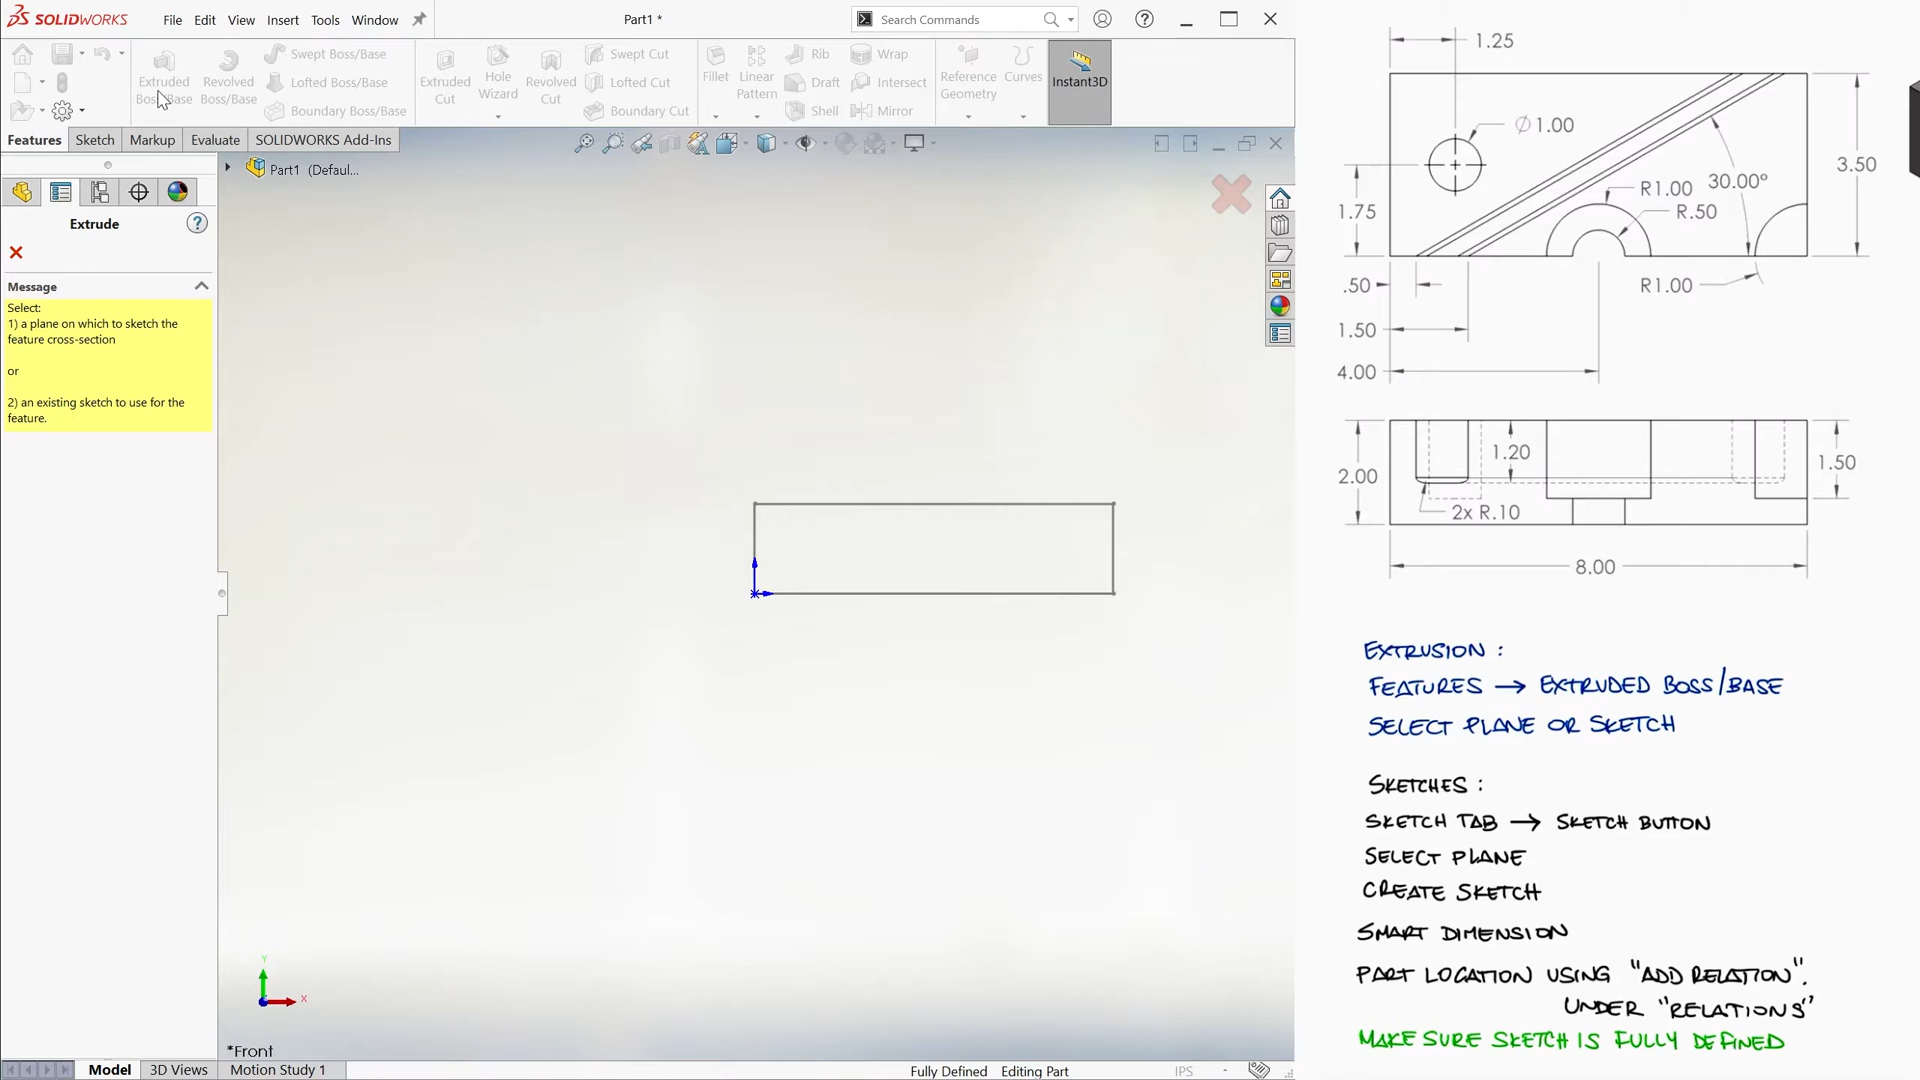 SOLIDWORKS File Edit View Insert Tools Window Part1 * Search Commands
Extruded Boss/Base
Revolved Boss/Base
Swept Boss/Base
Lofted Boss/Base
Boundary Boss/Base
Extruded Cut
Hole Wizard
Revolved Cut
Swept Cut
Lofted Cut
Boundary Cut
Fillet
Linear Pattern
Rib
Draft
Shell
Wrap
Intersect
Mirror
Reference Geometry
Curves
Instant3D
Features Sketch Markup Evaluate SOLIDWORKS Add-Ins
Part1 (Defaul...
Extrude
Message
Select:
1) a plane on which to sketch the
feature cross-section
or
2) an existing sketch to use for the
feature.
Y
X
*Front
Model 3D Views Motion Study 1
Fully Defined Editing Part IPS
1.25
∅1.00
3.50
R1.00 30.00°
1.75 R.50
.50 R1.00
1.50
4.00
1.20
1.50
2.00
2x R.10
8.00
EXTRUSION :
FEATURES → EXTRUDED BOSS/BASE
SELECT PLANE OR SKETCH
SKETCHES :
SKETCH TAB → SKETCH BUTTON
SELECT PLANE
CREATE SKETCH
SMART DIMENSION
PART LOCATION USING "ADD RELATION".
UNDER "RELATIONS"
MAKE SURE SKETCH IS FULLY DEFINED